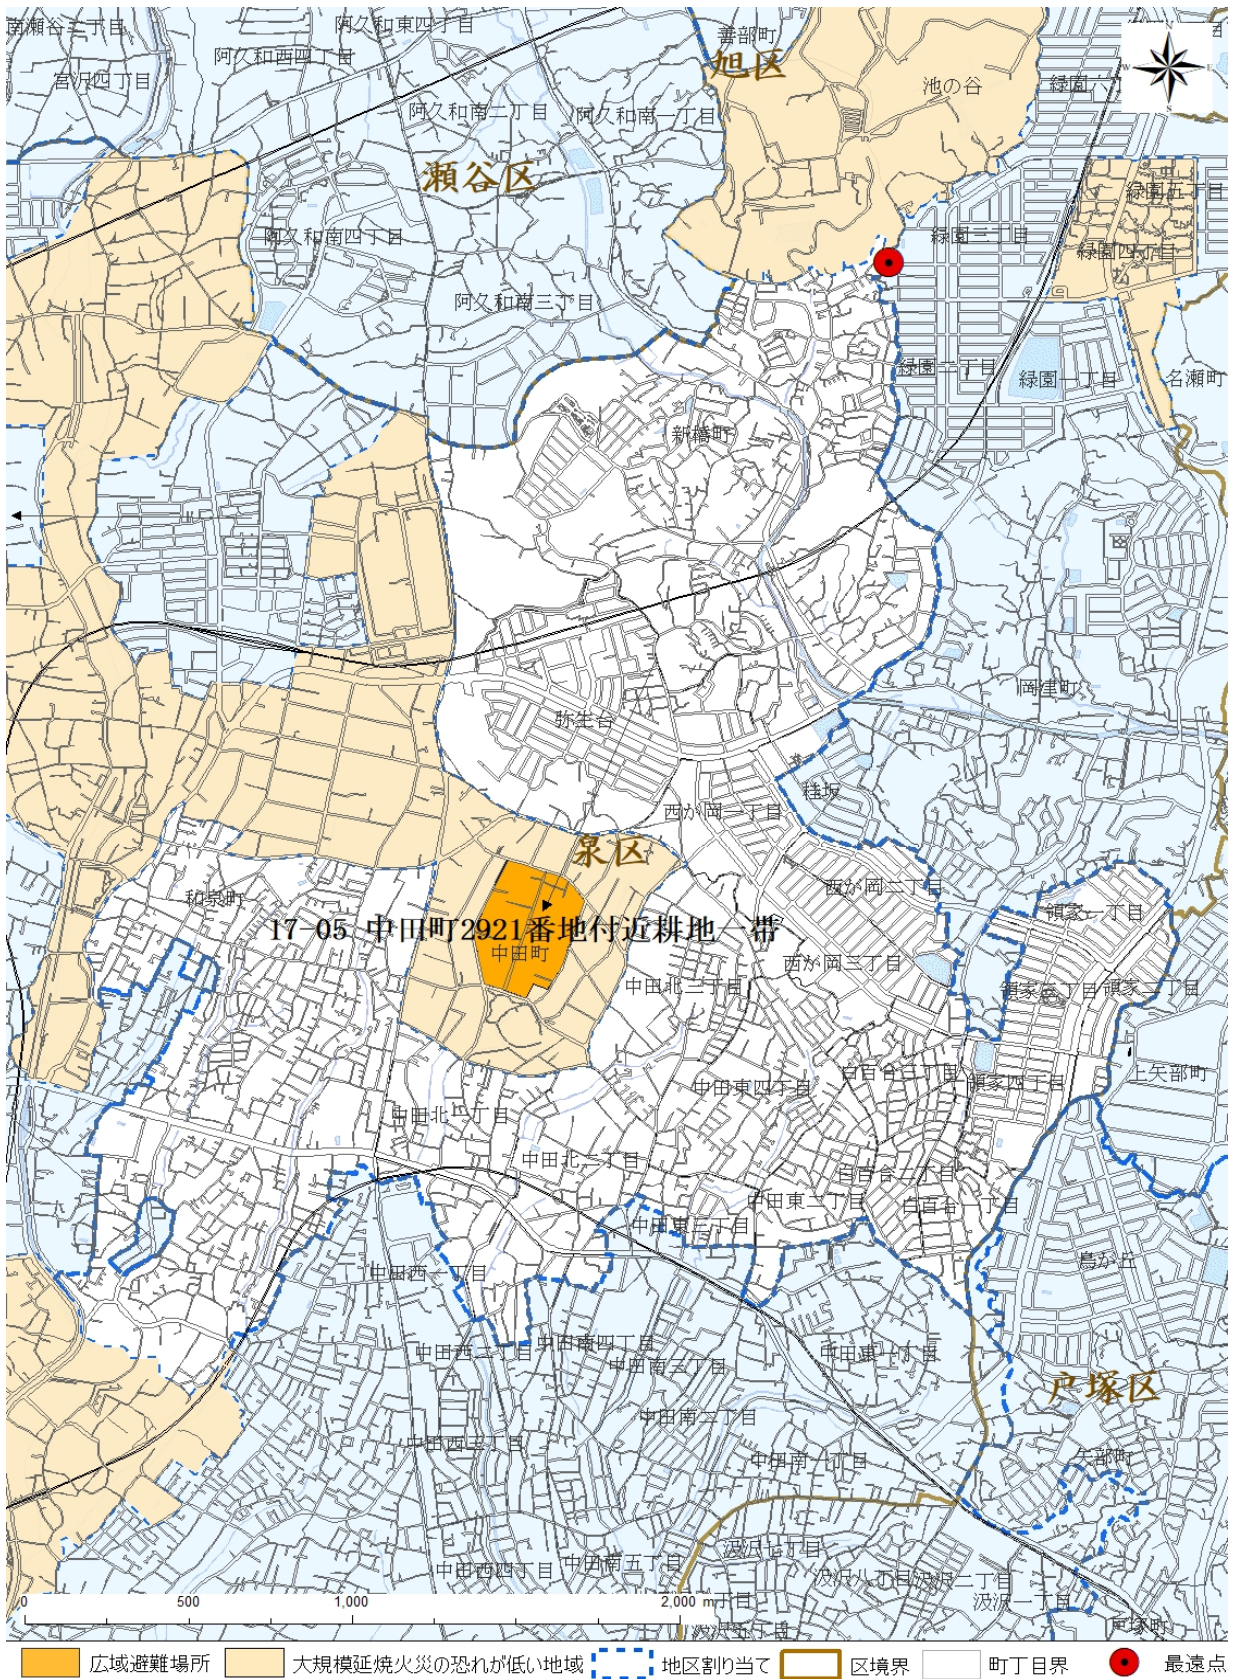 南瀬谷二丁目
阿久和東四丁目
善部町
旭区
N
W
E
S
宮沢四丁目
阿久和西四丁目
池の谷
阿久和南二丁目
阿久和南一丁目
瀬谷区
緑園五丁目
阿久和南四丁目
緑園三丁目
緑園四丁目
阿久和南三丁目
緑園二丁目
緑園一丁目
名瀬町
新橋町
岡津町
弥生台
桂坂
西が岡一丁目
泉区
西が岡二丁目
和泉町
領家一丁目
17-05 中田町2921番地付近耕地一帯
中田町
西が岡三丁目
中田北三丁目
領家三丁目
領家二丁目
白百合三丁目
領家四丁目
上矢部町
中田東四丁目
中田北一丁目
中田北二丁目
白百合二丁目
中田東二丁目
白百合一丁目
中田東三丁目
鳥が丘
中田西一丁目
中田南四丁目
中田西二丁目
中田南三丁目
中田東一丁目
戸塚区
中田南二丁目
中田西三丁目
中田南一丁目
矢部町
汲沢七丁目
中田西四丁目
中田南五丁目
汲沢八丁目
汲沢二丁目
汲沢一丁目
戸塚町
0 500 1,000 2,000 m
広域避難場所
大規模延焼火災の恐れが低い地域
地区割り当て
区境界
町丁目界
最遠点